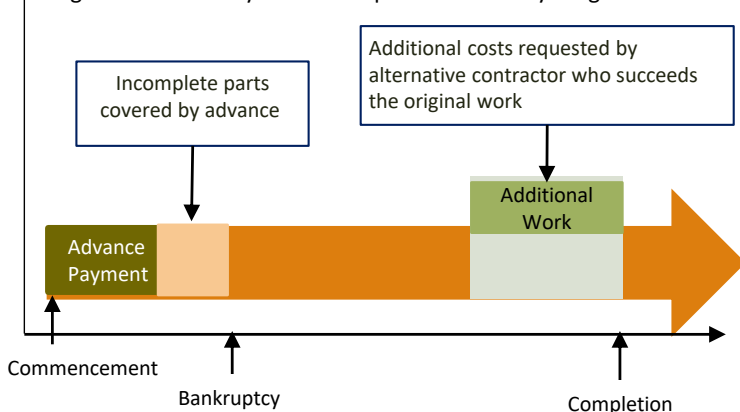 Additional costs requested by
alternative contractor who succeeds
the original work
Incomplete parts
covered by advance
Additional
Work
Advance
Payment
Commencement
Bankruptcy
Completion